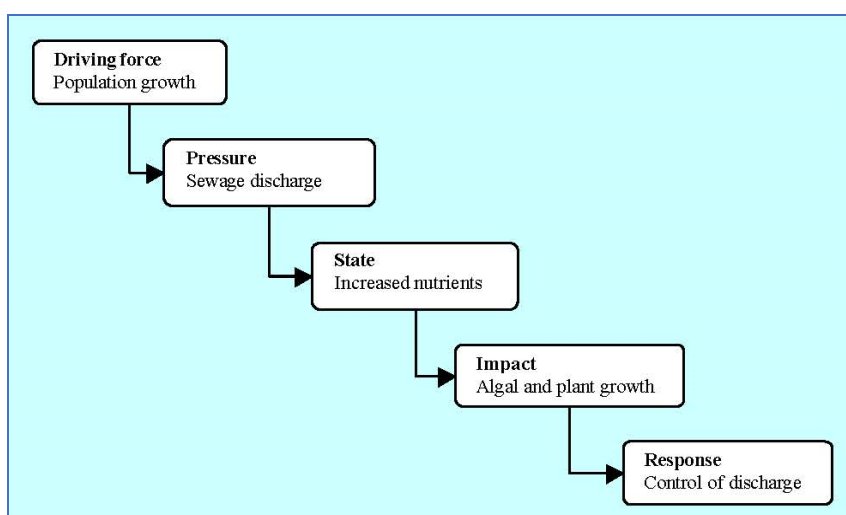 Driving force
Population growth
Pressure
Sewage discharge
State
Increased nutrients
Impact
Algal and plant growth
Response
Control of discharge